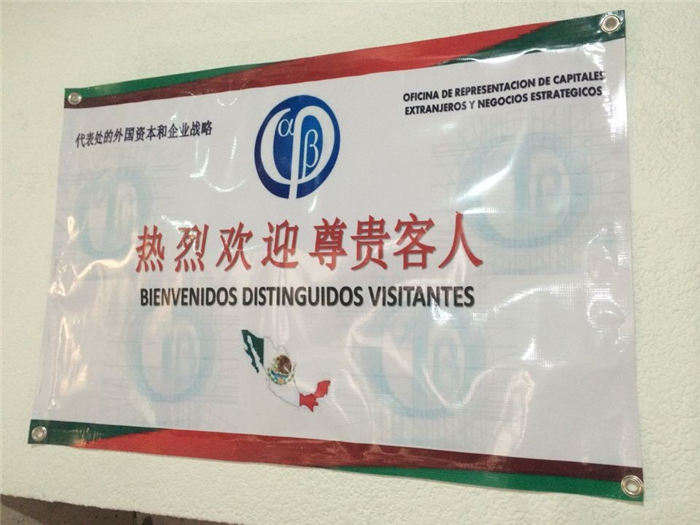 代表处的外国资本和企业战略
OFICINA DE REPRESENTACION DE CAPITALES
EXTRANJEROS Y NEGOCIOS ESTRATEGICOS
α
β
热烈欢迎尊贵客人
BIENVENIDOS DISTINGUIDOS VISITANTES